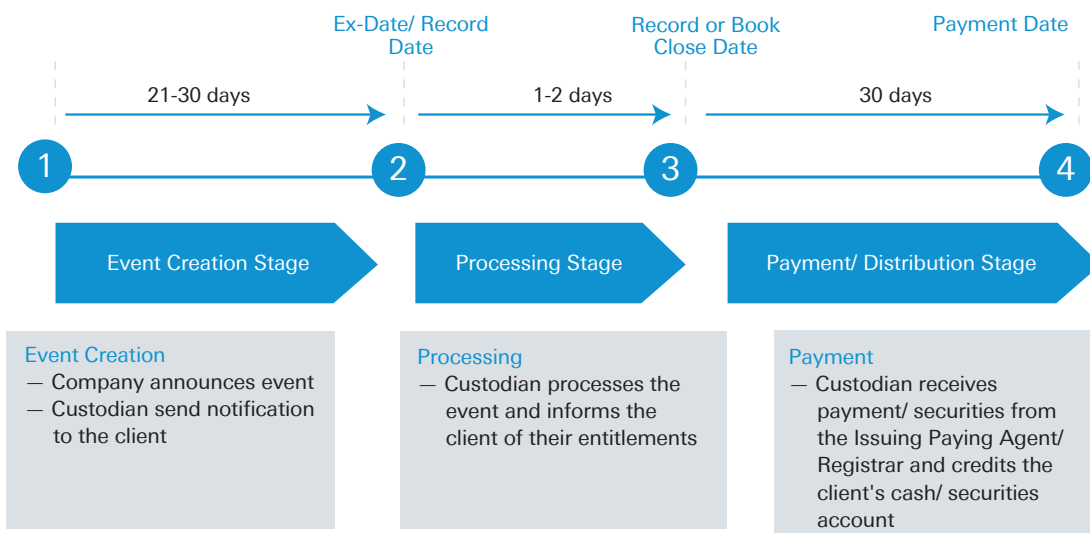 Ex-Date/ Record
Date
Record or Book
Close Date
Payment Date
21-30 days
1-2 days
30 days
1
2
3
4
Event Creation Stage
Processing Stage
Payment/ Distribution Stage
Event Creation
— Company announces event
— Custodian send notification
to the client
Processing
— Custodian processes the
event and informs the
client of their entitlements
Payment
— Custodian receives
payment/ securities from
the Issuing Paying Agent/
Registrar and credits the
client's cash/ securities
account